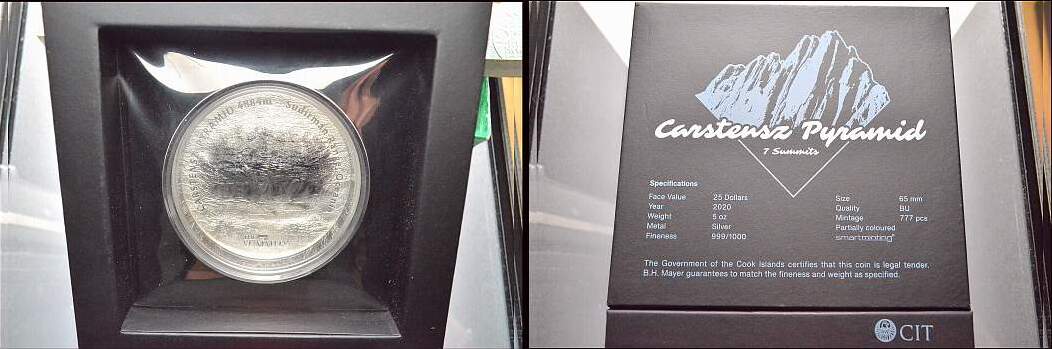 4884m
Carstensz Pyramid
7 Summits
Specifications
Face Value 25 Dollars
Year 2020
Weight 5 oz
Metal Silver
Fineness 999/1000
Size 65 mm
Quality BU
Mintage 777 pcs
Partially coloured
smartminting
The Government of the Cook Islands certifies that this coin is legal tender.
B.H. Mayer guarantees to match the fineness and weight as specified.
CIT